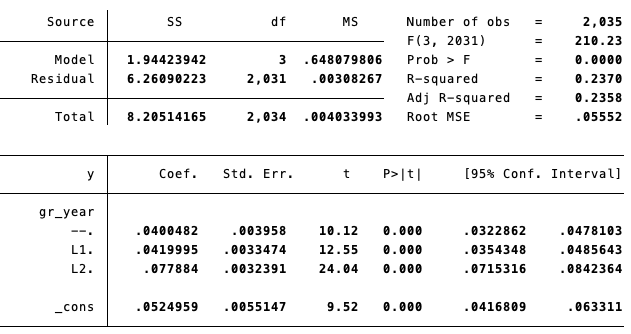 Source SS df MS Number of obs = 2,035
F(3, 2031) = 210.23
Model 1.94423942 3 .648079806 Prob > F = 0.0000
Residual 6.26090223 2,031 .00308267 R-squared = 0.2370
Adj R-squared = 0.2358
Total 8.20514165 2,034 .004033993 Root MSE = .05552
y Coef. Std. Err. t P>|t| [95% Conf. Interval]
gr_year
--. .0400482 .003958 10.12 0.000 .0322862 .0478103
L1. .0419995 .0033474 12.55 0.000 .0354348 .0485643
L2. .077884 .0032391 24.04 0.000 .0715316 .0842364
_cons .0524959 .0055147 9.52 0.000 .0416809 .063311